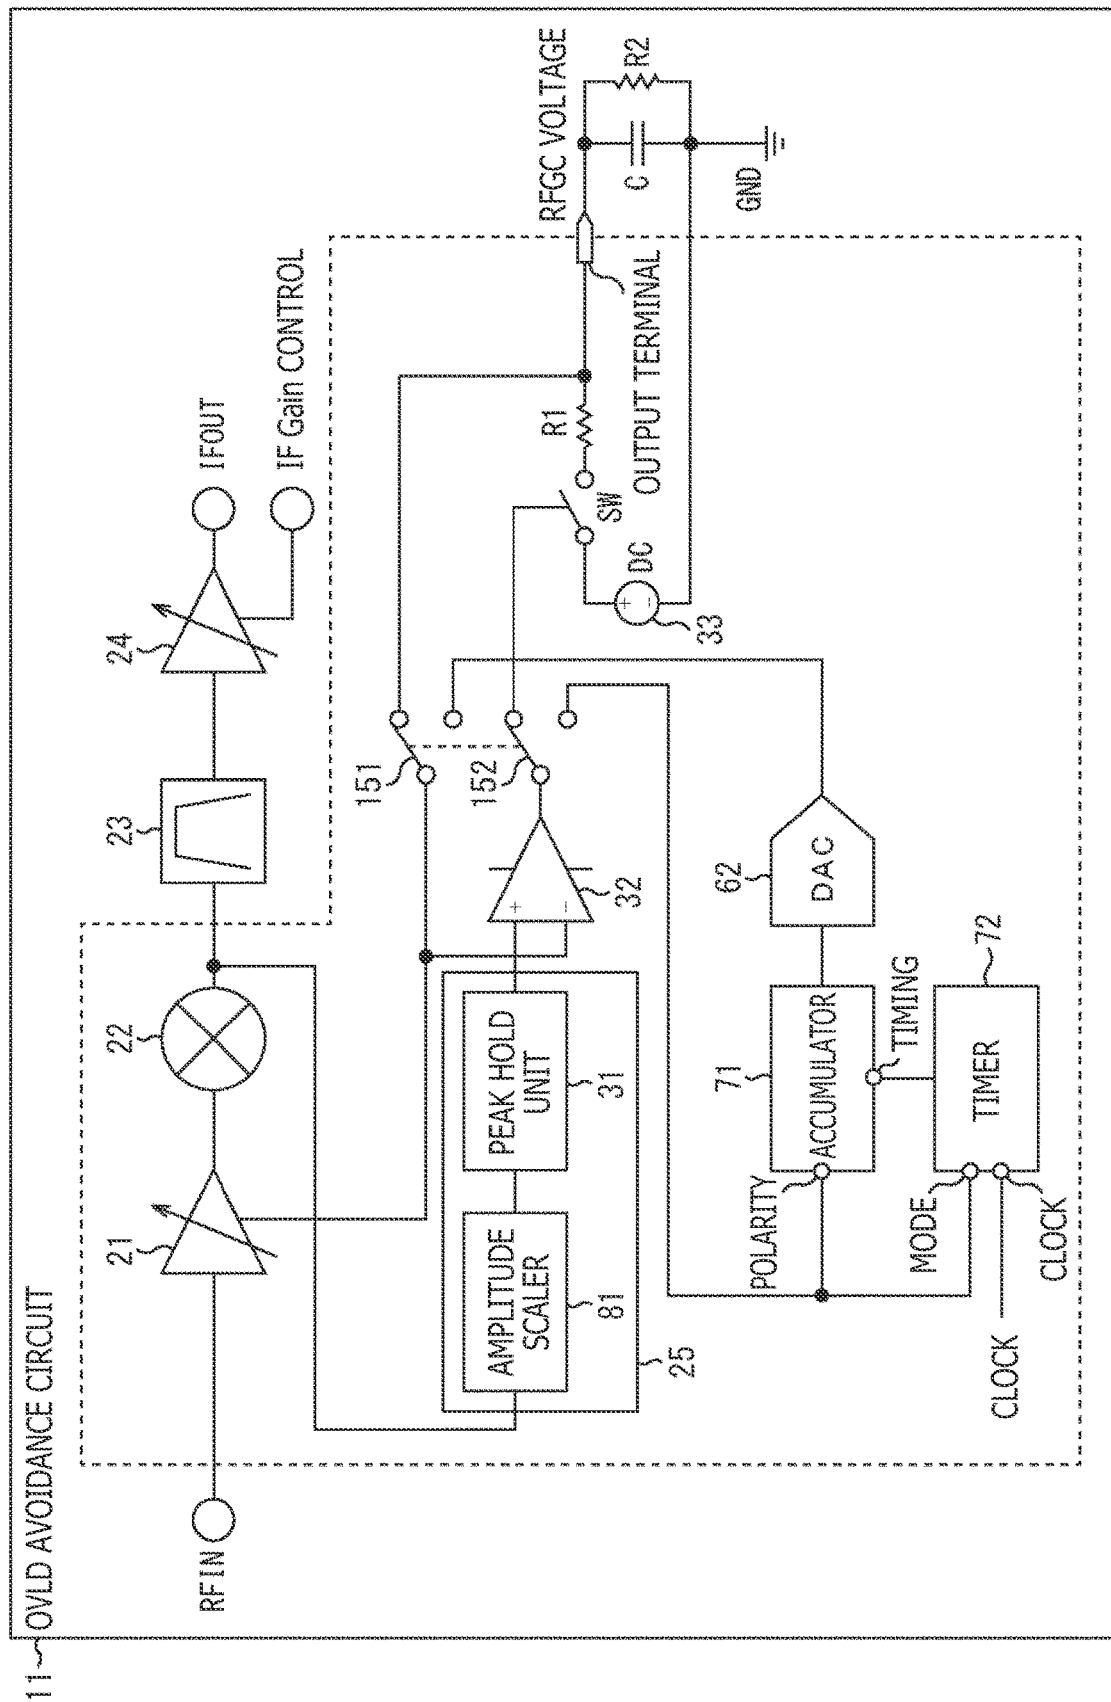 11
OVLD AVOIDANCE CIRCUIT
RF IN
21
22
23
24
IFOUT
IF Gain CONTROL
AMPLITUDE
SCALER
81
PEAK HOLD
UNIT
31
25
+
−
32
151
152
SW
R1
+
−
DC
33
OUTPUT TERMINAL
RFGC VOLTAGE
C
R2
GND
POLARITY
ACCUMULATOR
71
TIMING
DAC
62
MODE
CLOCK
CLOCK
TIMER
72